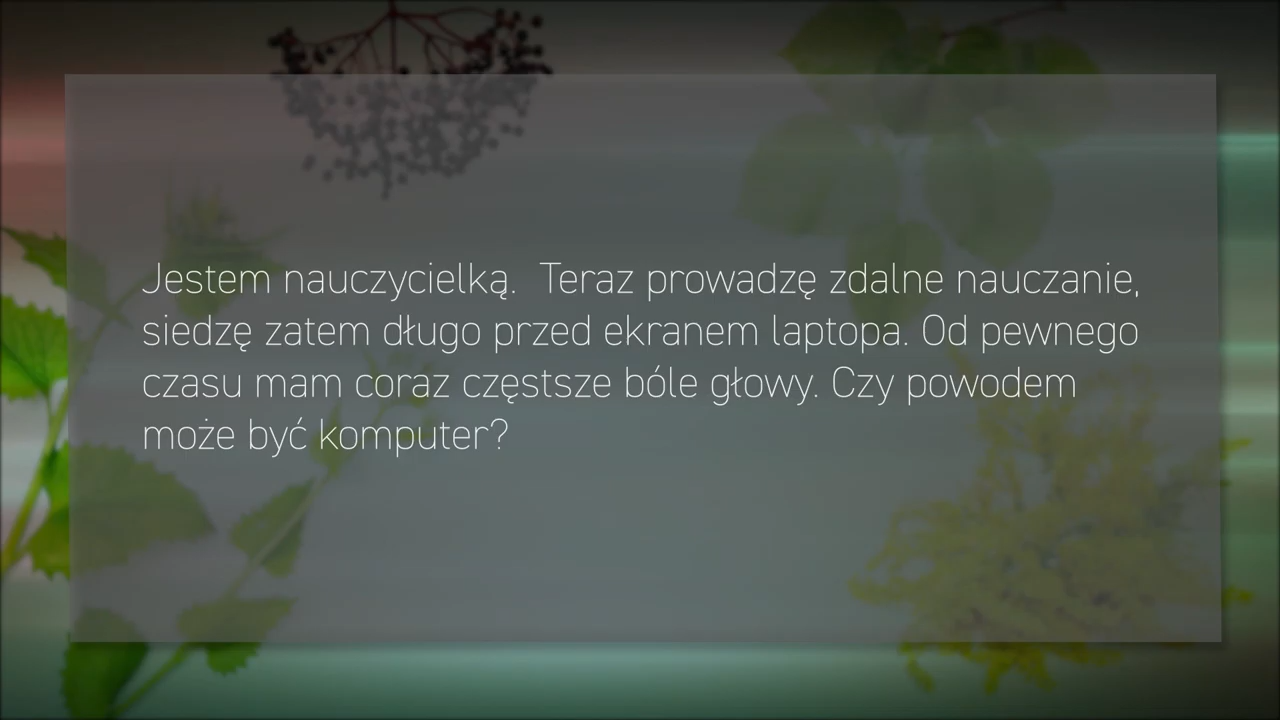 Jestem nauczycielką. Teraz prowadzę zdalne nauczanie,
siedzę zatem długo przed ekranem laptopa. Od pewnego
czasu mam coraz częstsze bóle głowy. Czy powodem
może być komputer?